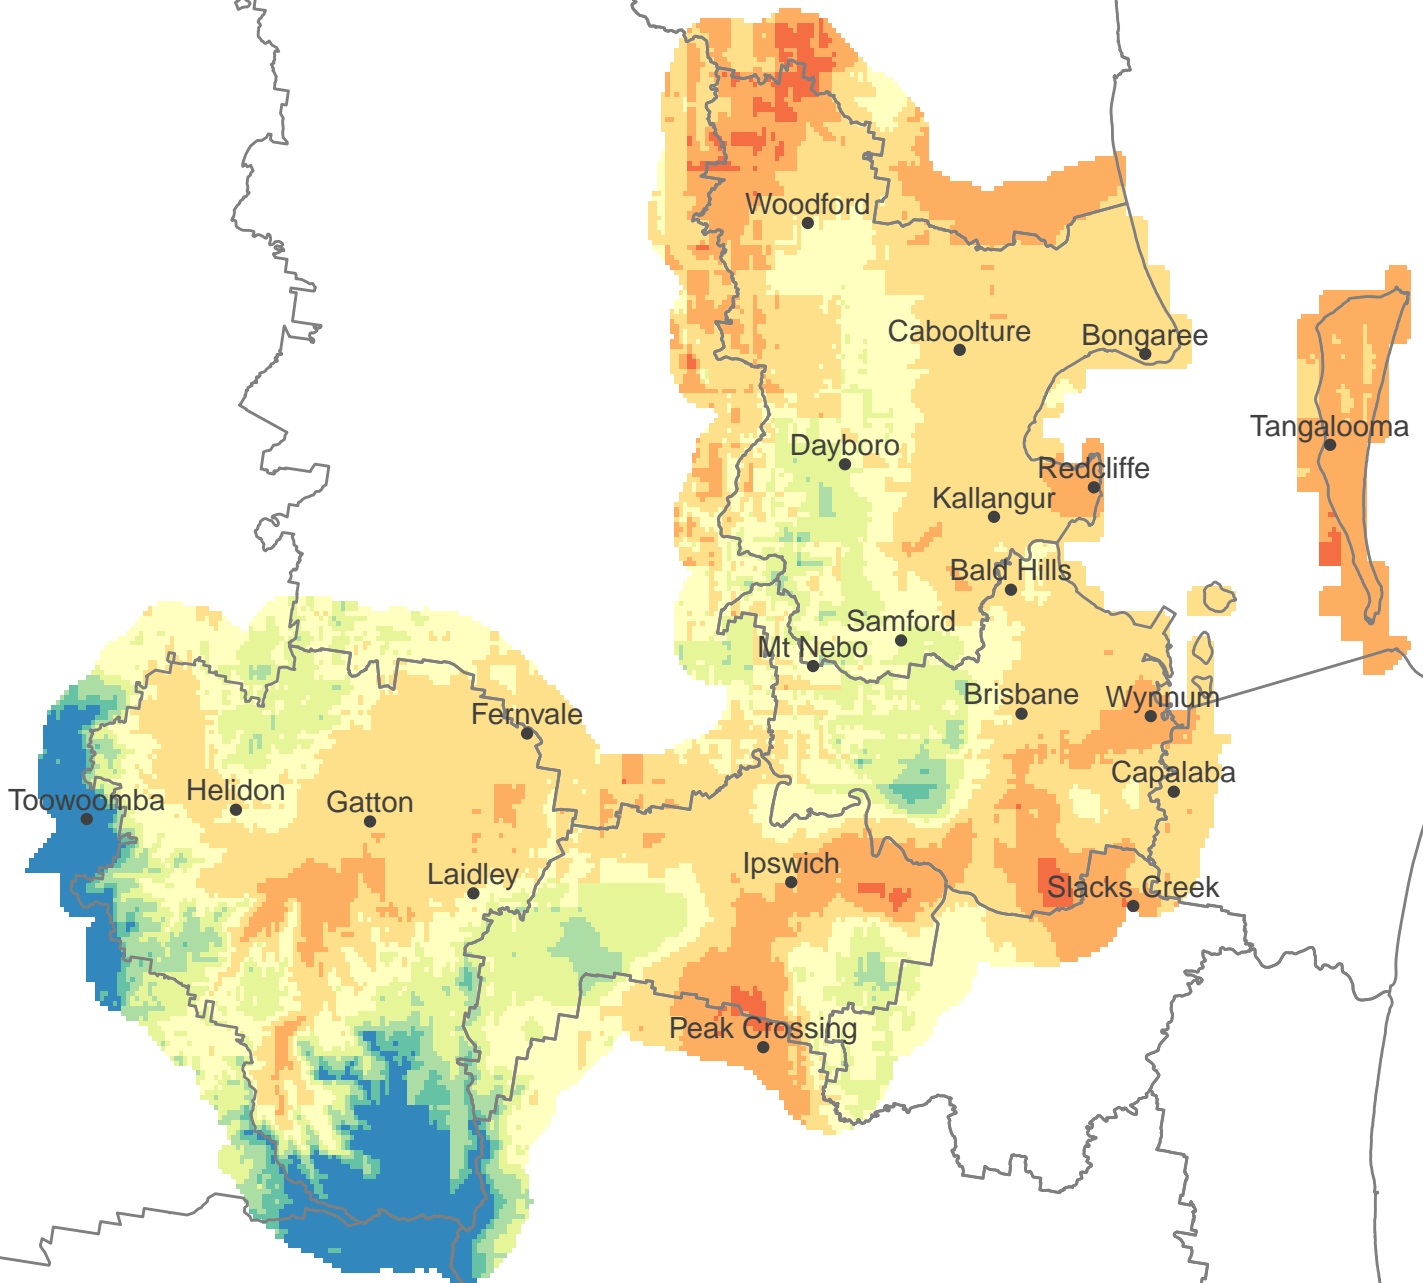 Woodford
Caboolture
Bongaree
Tangalooma
Dayboro
Redcliffe
Kallangur
Bald Hills
Samford
Mt Nebo
Brisbane
Wynnum
Fernvale
Capalaba
Helidon
Toowoomba
Gatton
Ipswich
Laidley
Slacks Creek
Peak Crossing